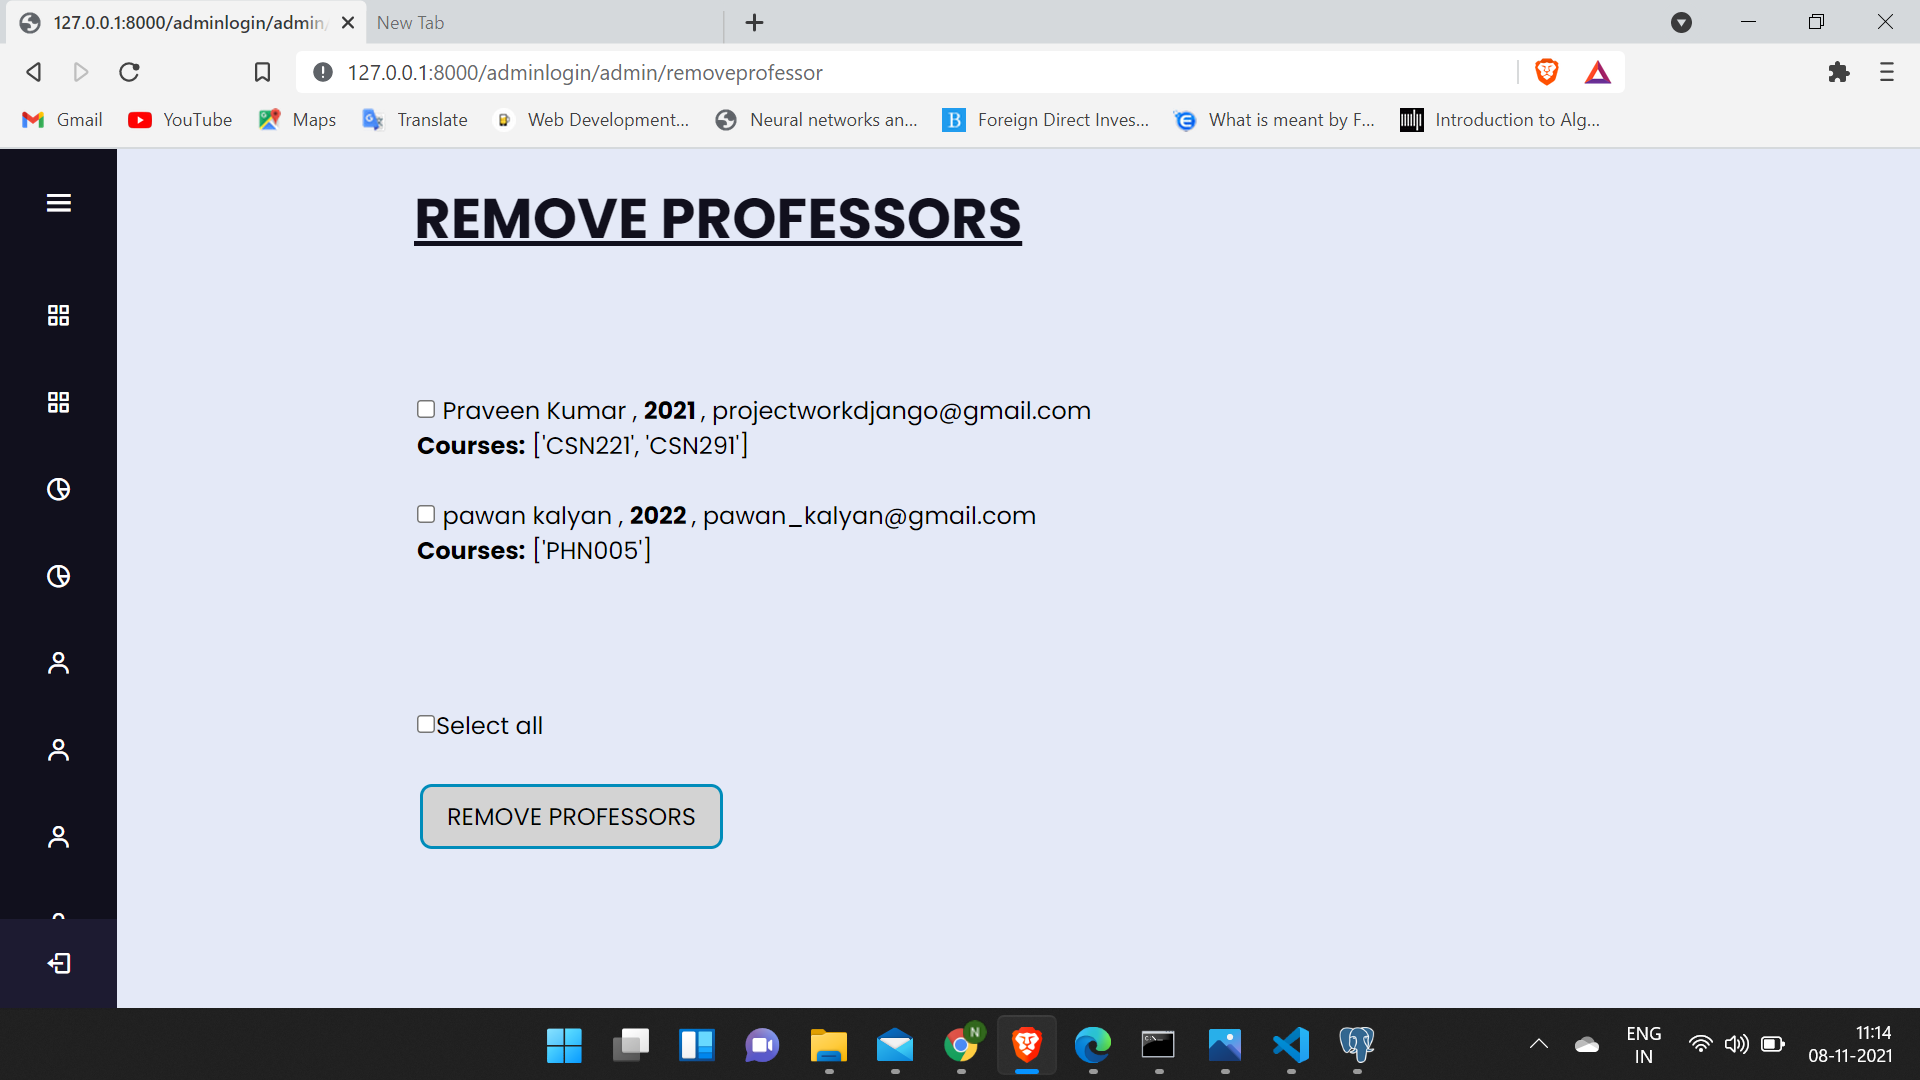 127.0.0.1:8000/adminlogin/admin/
New Tab
127.0.0.1:8000/adminlogin/admin/removeprofessor
Gmail
YouTube
Maps
Translate
Web Development...
Neural networks an...
B
Foreign Direct Inves...
What is meant by F...
Introduction to Alg...
REMOVE PROFESSORS
Praveen Kumar , 2021 , projectworkdjango@gmail.com
Courses: ['CSN221', 'CSN291']
pawan kalyan , 2022 , pawan_kalyan@gmail.com
Courses: ['PHN005']
Select all
REMOVE PROFESSORS
N
ENG
IN
11:14
08-11-2021